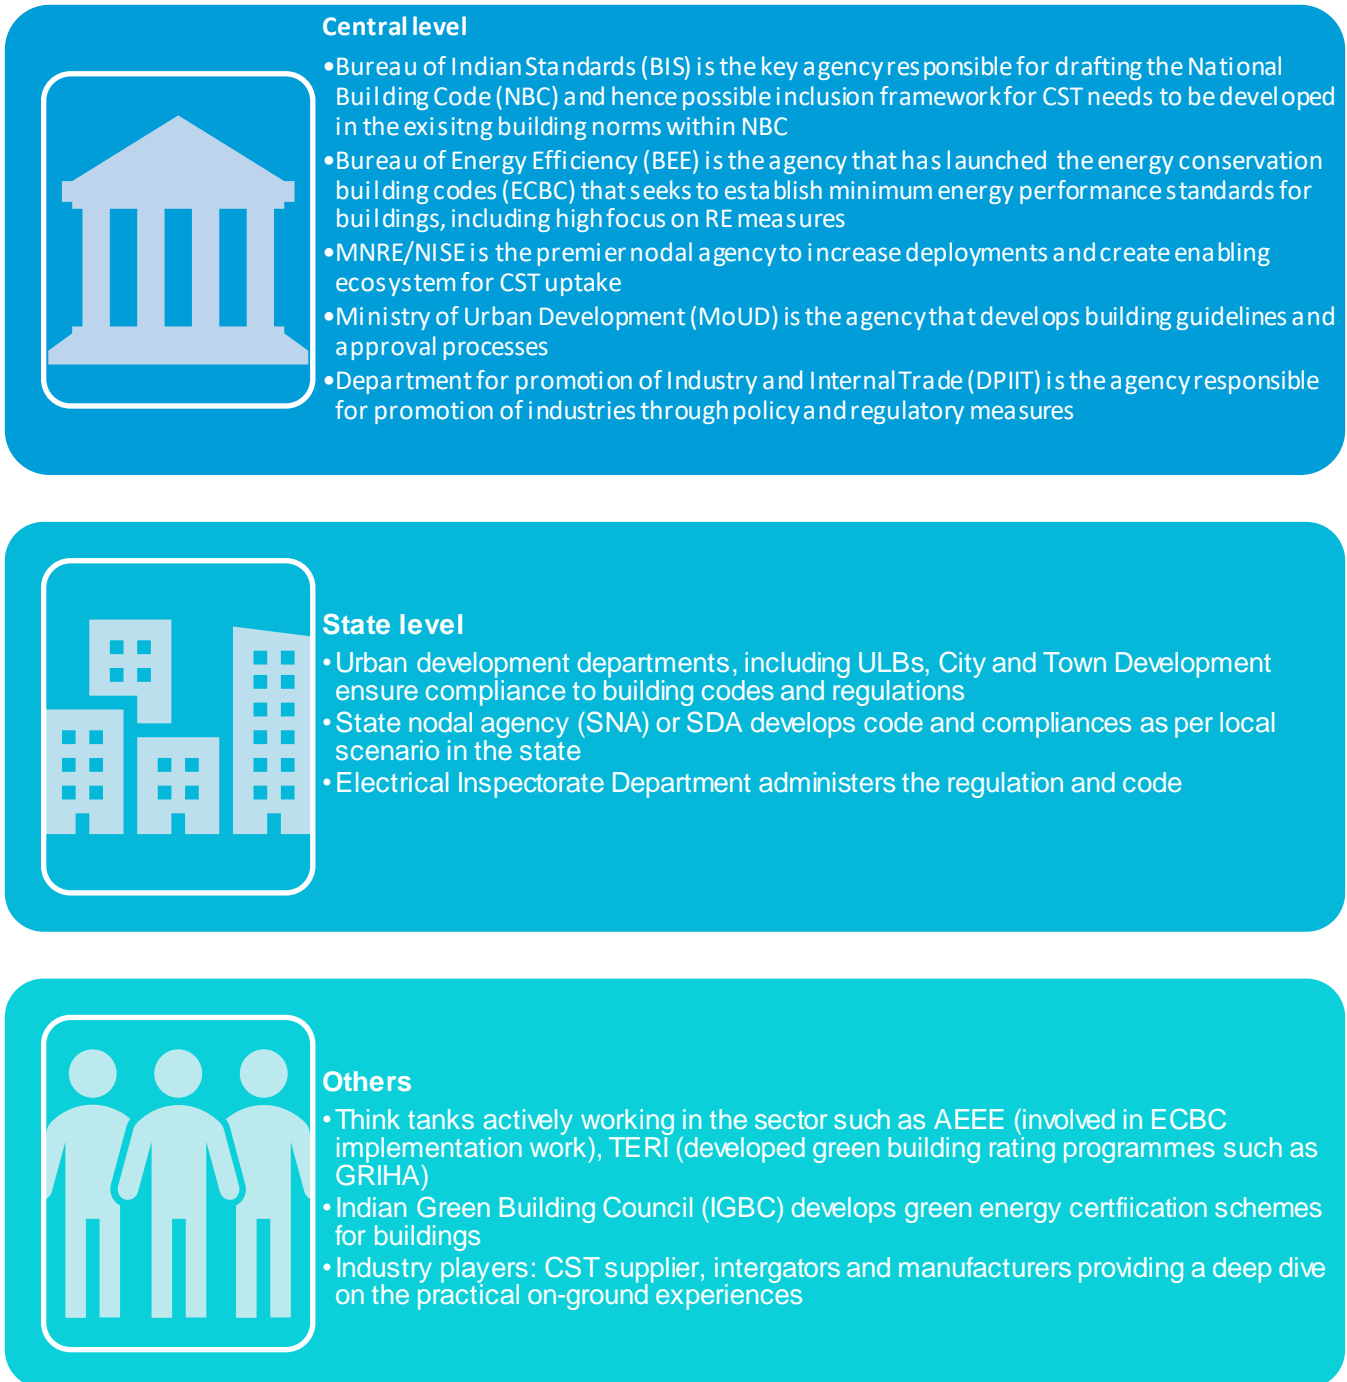 Central level
•Bureau of Indian Standards (BIS) is the key agency responsible for drafting the National
Building Code (NBC) and hence possible inclusion framework for CST needs to be developed
in the exisitng building norms within NBC
•Bureau of Energy Efficiency (BEE) is the agency that has launched the energy conservation
building codes (ECBC) that seeks to establish minimum energy performance standards for
buildings, including high focus on RE measures
•MNRE/NISE is the premier nodal agency to increase deployments and create enabling
ecosystem for CST uptake
•Ministry of Urban Development (MoUD) is the agency that develops building guidelines and
approval processes
•Department for promotion of Industry and Internal Trade (DPIIT) is the agency responsible
for promotion of industries through policy and regulatory measures
State level
•Urban development departments, including ULBs, City and Town Development
ensure compliance to building codes and regulations
•State nodal agency (SNA) or SDA develops code and compliances as per local
scenario in the state
•Electrical Inspectorate Department administers the regulation and code
Others
•Think tanks actively working in the sector such as AEEE (involved in ECBC
implementation work), TERI (developed green building rating programmes such as
GRIHA)
•Indian Green Building Council (IGBC) develops green energy certfiication schemes
for buildings
•Industry players: CST supplier, intergators and manufacturers providing a deep dive
on the practical on-ground experiences